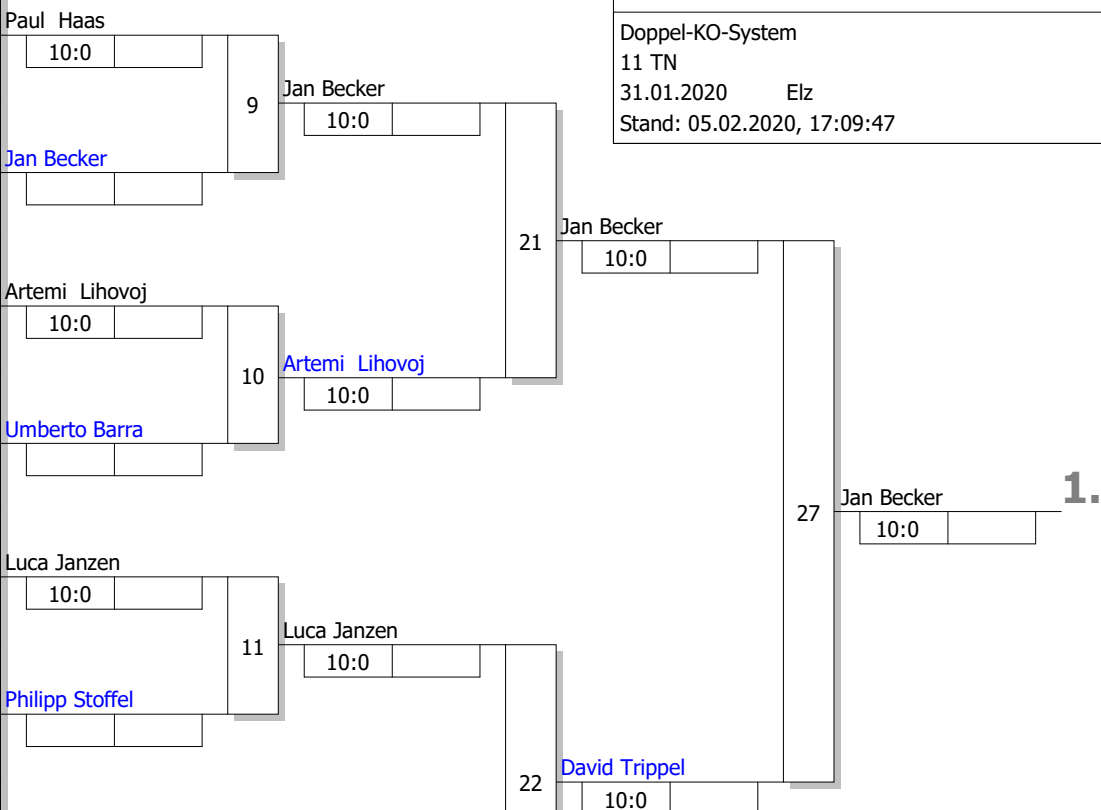 Paul Haas
10:0
9
Jan Becker
Jan Becker
10:0
Doppel-KO-System
11 TN
31.01.2020 Elz
Stand: 05.02.2020, 17:09:47
21
Jan Becker
10:0
Artemi Lihovoj
10:0
10
Umberto Barra
Artemi Lihovoj
10:0
27
Jan Becker
1.
10:0
Luca Janzen
10:0
11
Philipp Stoffel
Luca Janzen
10:0
22
David Trippel
10:0